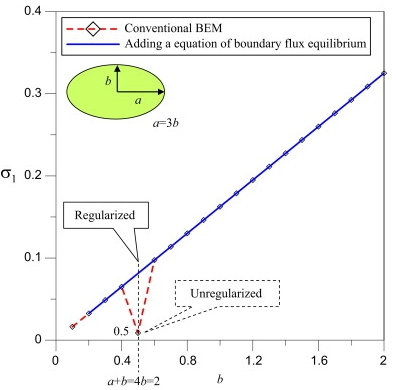 0.4
Conventional BEM
Adding a equation of boundary flux equilibrium
b
a
a=3b
0.3
0.2
σ1
Regularized
0.1
Unregularized
0.5
0
0 0.4 0.8 1.2 1.6 2
a+b=4b=2
b